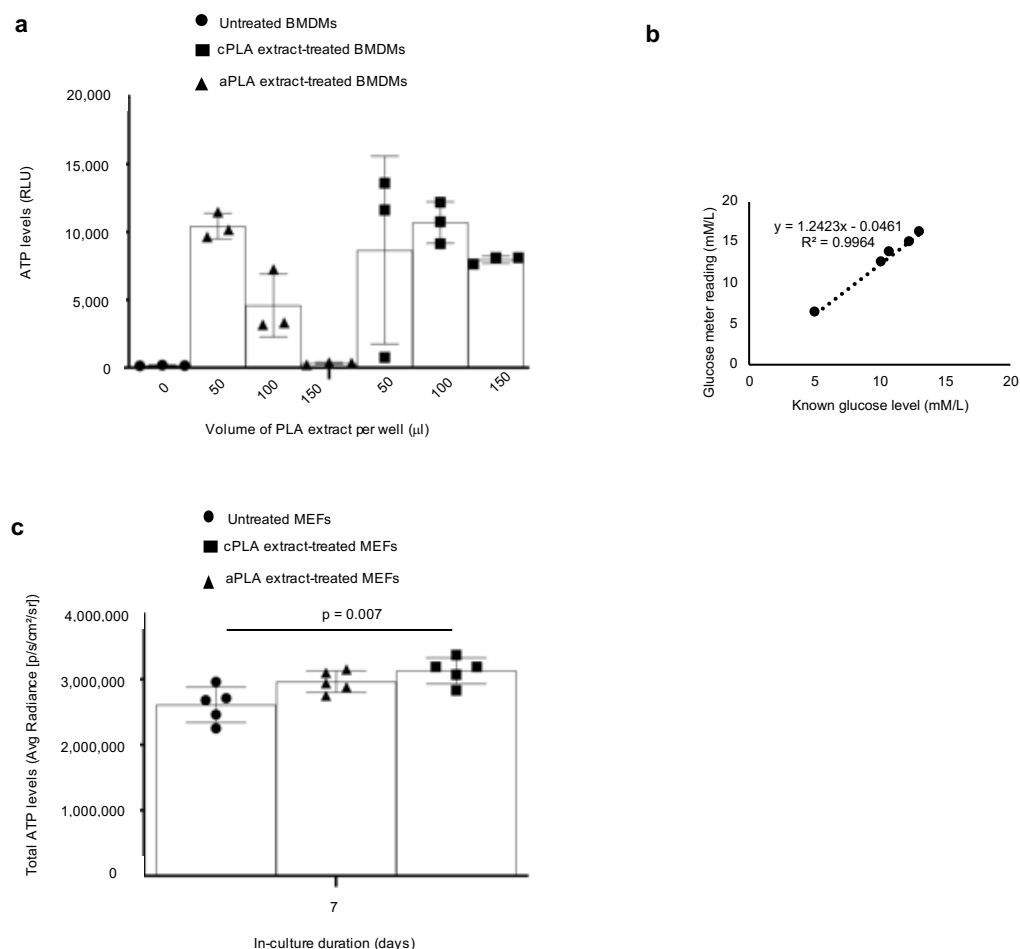 a
Untreated BMDMs
cPLA extract-treated BMDMs
aPLA extract-treated BMDMs
20,000
15,000
10,000
5,000
0
ATP levels (RLU)
0
50
100
150
50
100
150
Volume of PLA extract per well (µl)
b
20
15
10
5
0
Glucose meter reading (mM/L)
y = 1.2423x - 0.0461
R² = 0.9964
0
5
10
15
20
Known glucose level (mM/L)
c
Untreated MEFs
cPLA extract-treated MEFs
aPLA extract-treated MEFs
4,000,000
3,000,000
2,000,000
1,000,000
0
Total ATP levels (Avg Radiance [p/s/cm²/sr])
p = 0.007
7
In-culture duration (days)